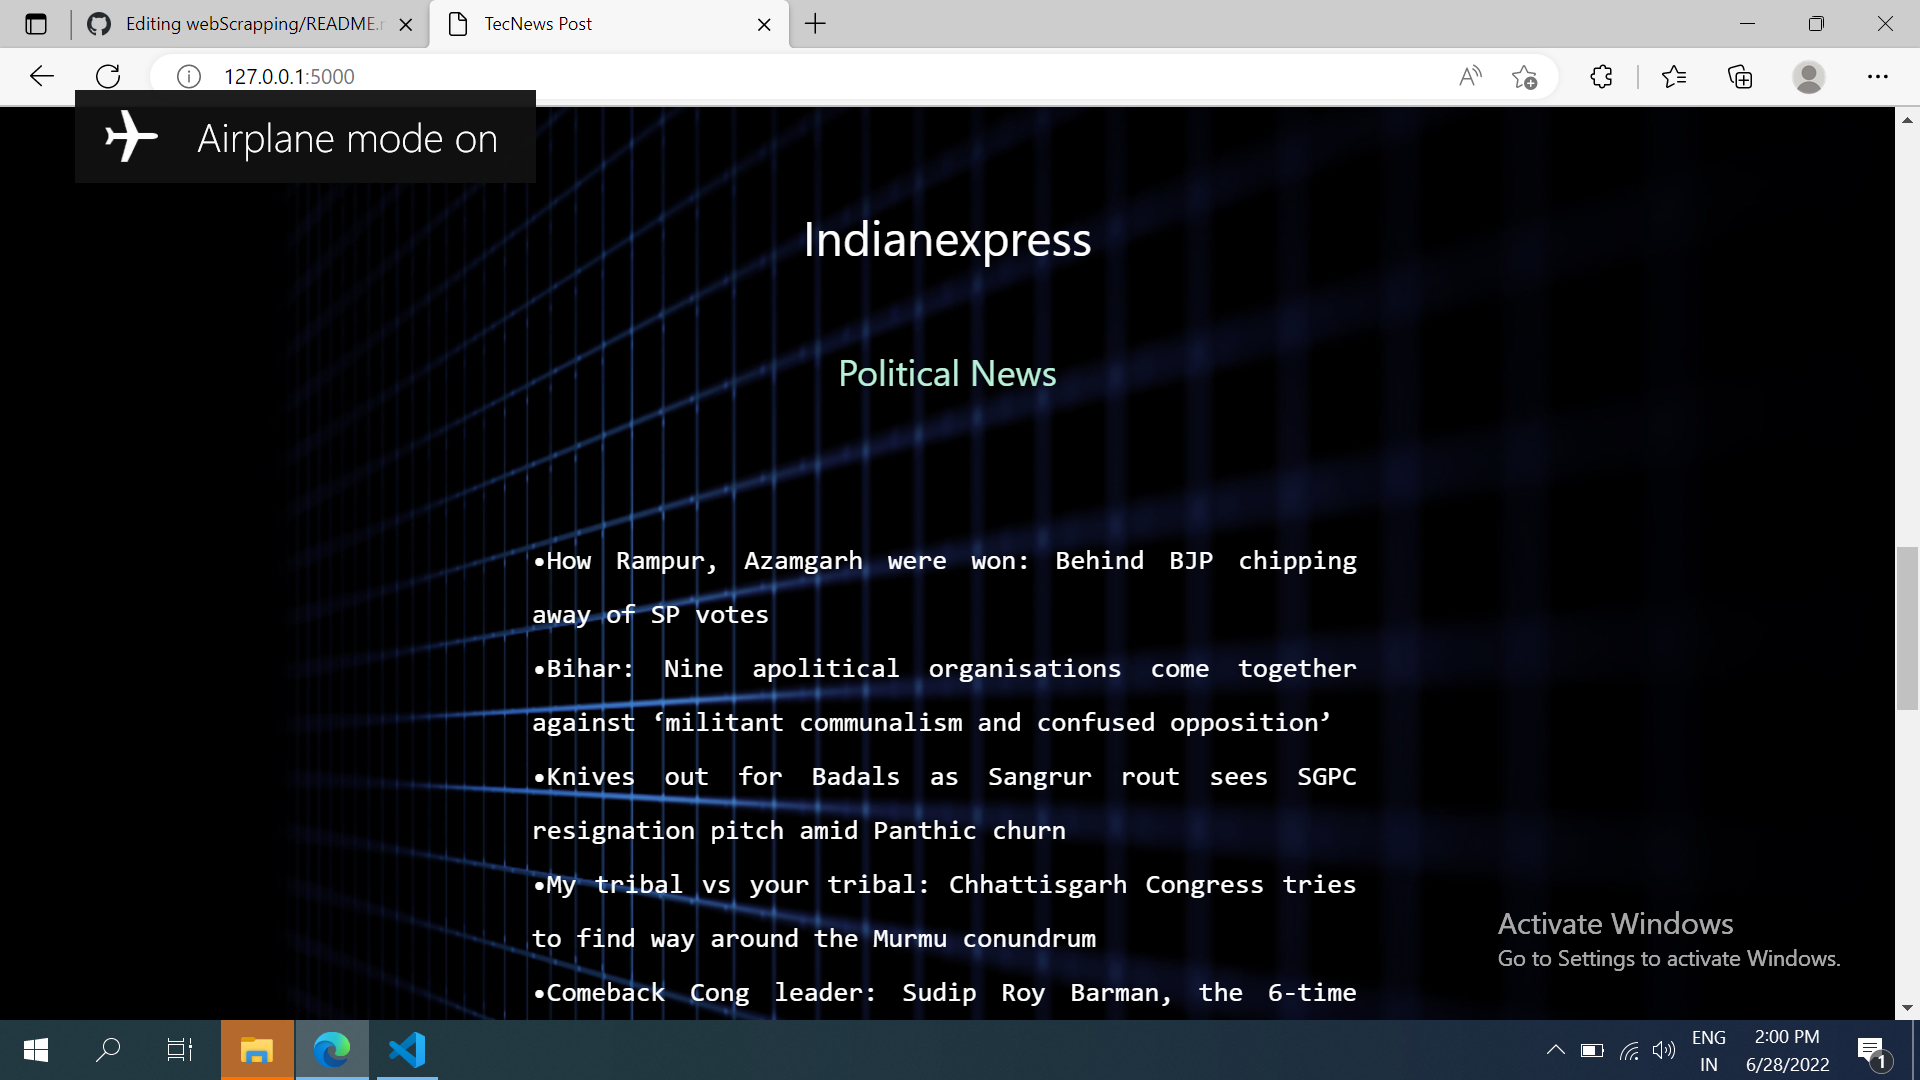 Editing webScrapping/README.r
TecNews Post
127.0.0.1:5000
Airplane mode on
Indianexpress
Political News
•How Rampur, Azamgarh were won: Behind BJP chipping
away of SP votes
•Bihar: Nine apolitical organisations come together
against ‘militant communalism and confused opposition’
•Knives out for Badals as Sangrur rout sees SGPC
resignation pitch amid Panthic churn
•My tribal vs your tribal: Chhattisgarh Congress tries
to find way around the Murmu conundrum
•Comeback Cong leader: Sudip Roy Barman, the 6-time
Activate Windows
Go to Settings to activate Windows.
ENG
IN
2:00 PM
6/28/2022
1